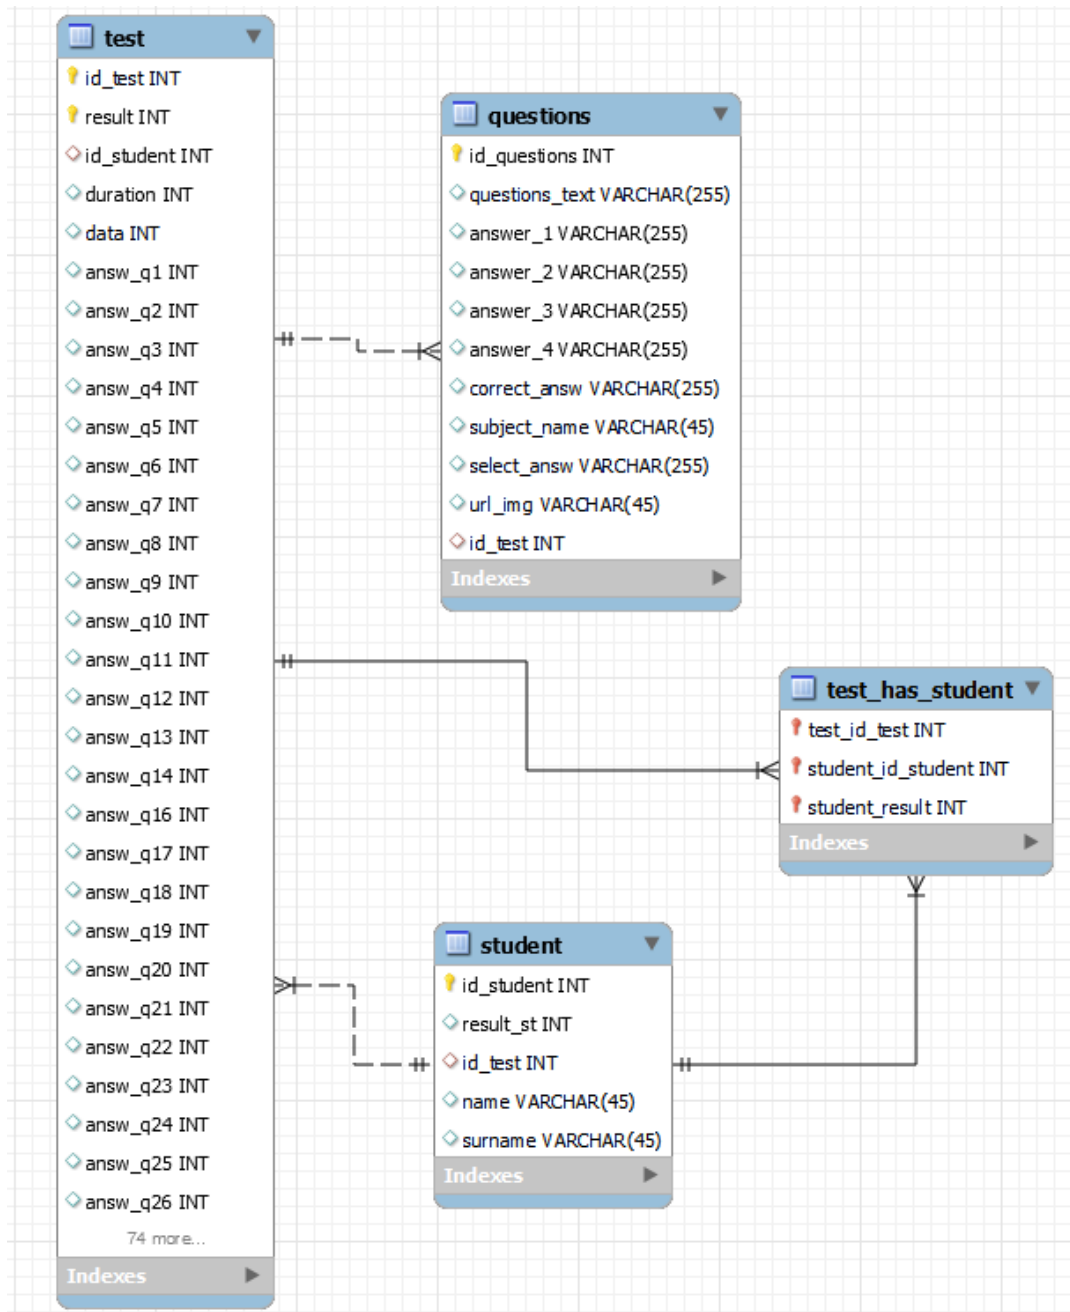 test
id_test INT
result INT
id_student INT
duration INT
data INT
answ_q1 INT
answ_q2 INT
answ_q3 INT
answ_q4 INT
answ_q5 INT
answ_q6 INT
answ_q7 INT
answ_q8 INT
answ_q9 INT
answ_q10 INT
answ_q11 INT
answ_q12 INT
answ_q13 INT
answ_q14 INT
answ_q16 INT
answ_q17 INT
answ_q18 INT
answ_q19 INT
answ_q20 INT
answ_q21 INT
answ_q22 INT
answ_q23 INT
answ_q24 INT
answ_q25 INT
answ_q26 INT
74 more...
Indexes
questions
id_questions INT
questions_text VARCHAR(255)
answer_1 VARCHAR(255)
answer_2 VARCHAR(255)
answer_3 VARCHAR(255)
answer_4 VARCHAR(255)
correct_answ VARCHAR(255)
subject_name VARCHAR(45)
select_answ VARCHAR(255)
url_img VARCHAR(45)
id_test INT
Indexes
test_has_student
test_id_test INT
student_id_student INT
student_result INT
Indexes
student
id_student INT
result_st INT
id_test INT
name VARCHAR(45)
surname VARCHAR(45)
Indexes